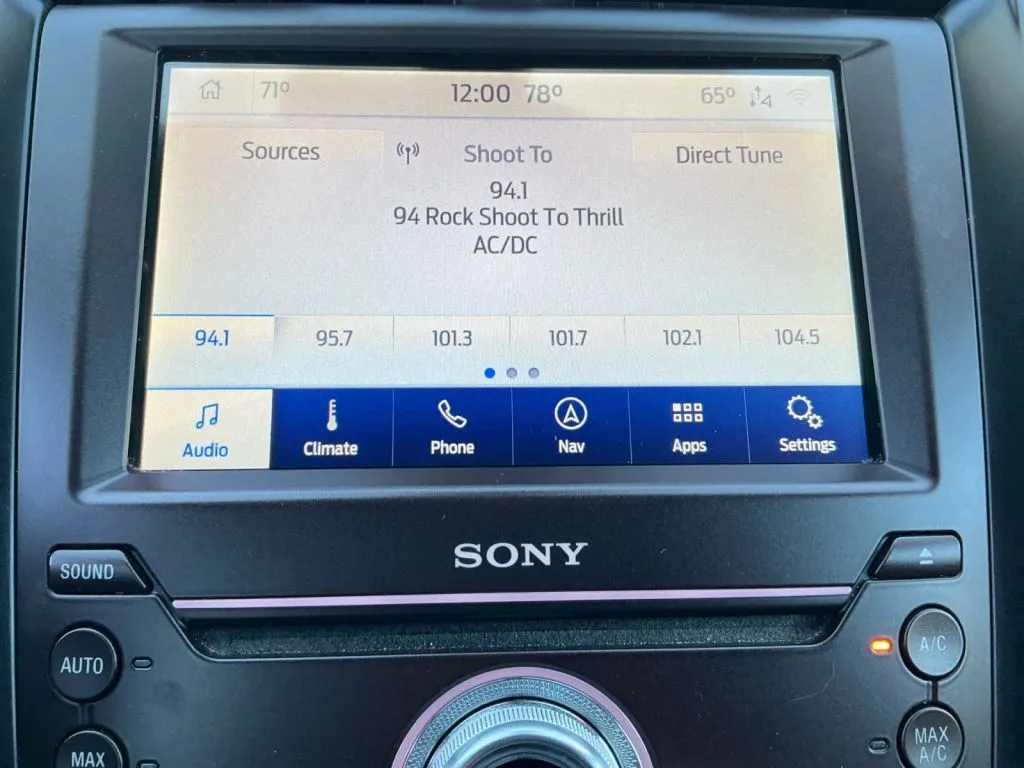 71° 12:00 78° 65°
Sources Shoot To Direct Tune
94.1
94 Rock Shoot To Thrill
AC/DC
94.1 95.7 101.3 101.7 102.1 104.5
Audio Climate Phone Nav Apps Settings
SONY
SOUND
AUTO A/C
MAX MAX
A/C